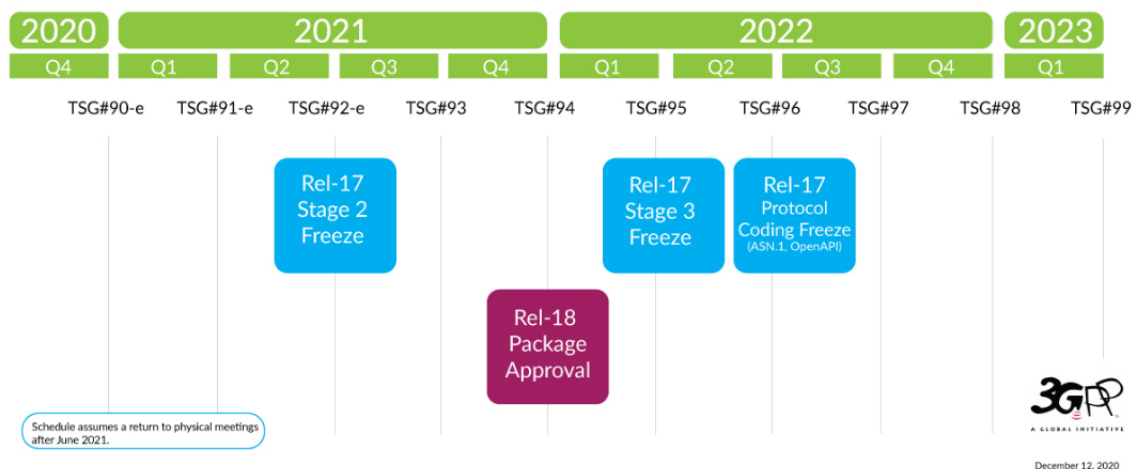 2020 2021 2022 2023
Q4 Q1 Q2 Q3 Q4 Q1 Q2 Q3 Q4 Q1
TSG#90-e TSG#91-e TSG#92-e TSG#93 TSG#94 TSG#95 TSG#96 TSG#97 TSG#98 TSG#99
Rel-17
Stage 2
Freeze
Rel-17
Stage 3
Freeze
Rel-17
Protocol
Coding Freeze
(ASN.1, OpenAPI)
Rel-18
Package
Approval
Schedule assumes a return to physical meetings
after June 2021.
3GPP
A GLOBAL INITIATIVE
December 12, 2020